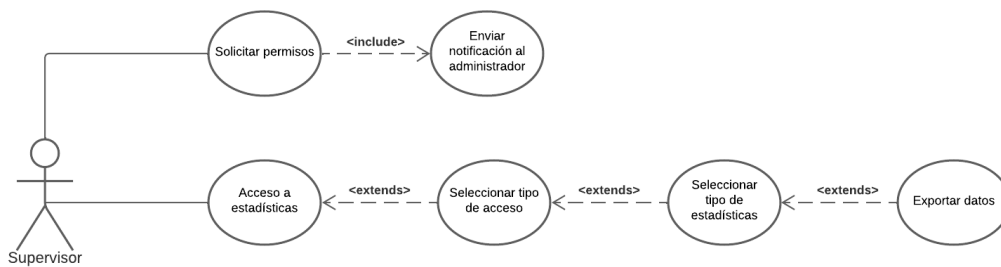 Solicitar permisos
<include>
Enviar
notificación al
administrador
Acceso a
estadísticas
<extends>
Seleccionar tipo
de acceso
<extends>
Seleccionar
tipo de
estadísticas
<extends>
Exportar datos
Supervisor